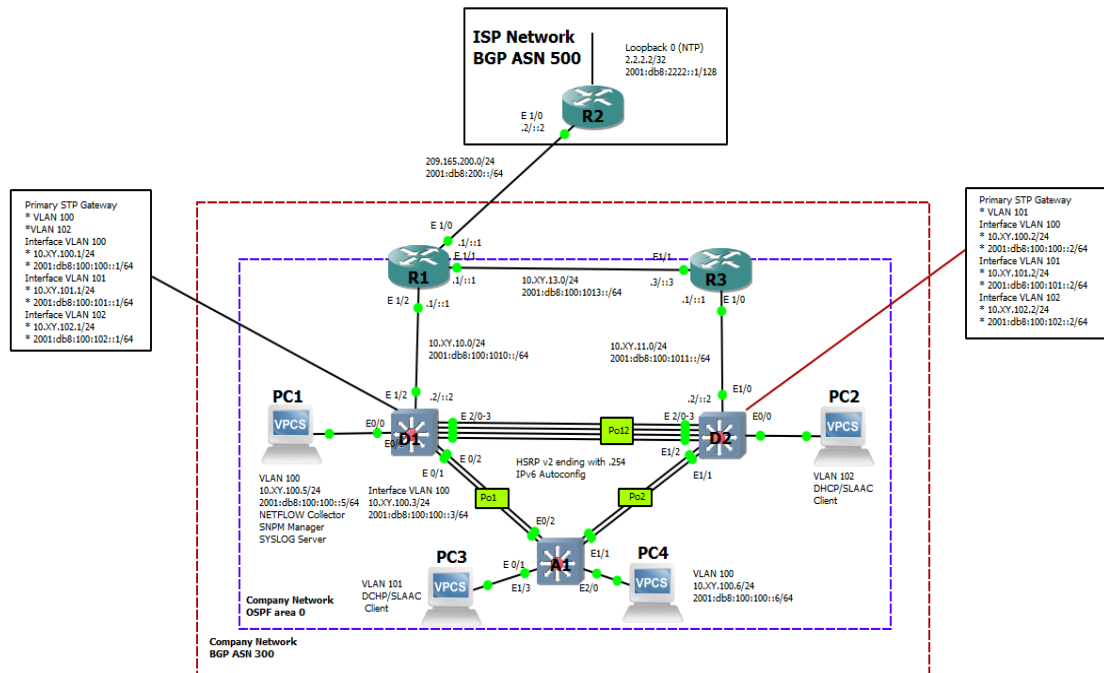 ISP Network
BGP ASN 500
Loopback 0 (NTP)
2.2.2.2/32
2001:db8:2222::1/128
R2
E 1/0
.2/::2
209.165.200.0/24
2001:db8:200::/64
Primary STP Gateway
* VLAN 100
*VLAN 102
Interface VLAN 100
* 10.XY.100.1/24
* 2001:db8:100:100::1/64
Interface VLAN 101
* 10.XY.101.1/24
* 2001:db8:100:101::1/64
Interface VLAN 102
* 10.XY.102.1/24
* 2001:db8:100:102::1/64
Primary STP Gateway
* VLAN 101
Interface VLAN 100
* 10.XY.100.2/24
* 2001:db8:100:100::2/64
Interface VLAN 101
* 10.XY.101.2/24
* 2001:db8:100:101::2/64
Interface VLAN 102
* 10.XY.102.2/24
* 2001:db8:100:102::2/64
E 1/0
.1/::1
E 1/1
.1/::1
R1
E 1/2
.1/::1
10.XY.13.0/24
2001:db8:100:1013::/64
E1/1
.3/::3
R3
.1/::1
E 1/0
10.XY.10.0/24
2001:db8:100:1010::/64
10.XY.11.0/24
2001:db8:100:1011::/64
E 1/2
.2/::2
E1/0
.2/::2
PC1
VPCS
E0/0
D1
E 2/0-3
Po12
E 2/0-3
D2
E0/0
PC2
VPCS
E 0/2
E 0/1
HSRP v2 ending with .254
IPv6 Autoconfig
E1/2
E1/1
VLAN 100
10.XY.100.5/24
2001:db8:100:100::5/64
NETFLOW Collector
SNPM Manager
SYSLOG Server
Interface VLAN 100
10.XY.100.3/24
2001:db8:100:100::3/64
Po1
Po2
VLAN 102
DHCP/SLAAC
Client
E0/2
E1/1
A1
PC3
VPCS
E 0/1
E1/3
E2/0
PC4
VPCS
VLAN 101
DCHP/SLAAC
Client
VLAN 100
10.XY.100.6/24
2001:db8:100:100::6/64
Company Network
OSPF area 0
Company Network
BGP ASN 300